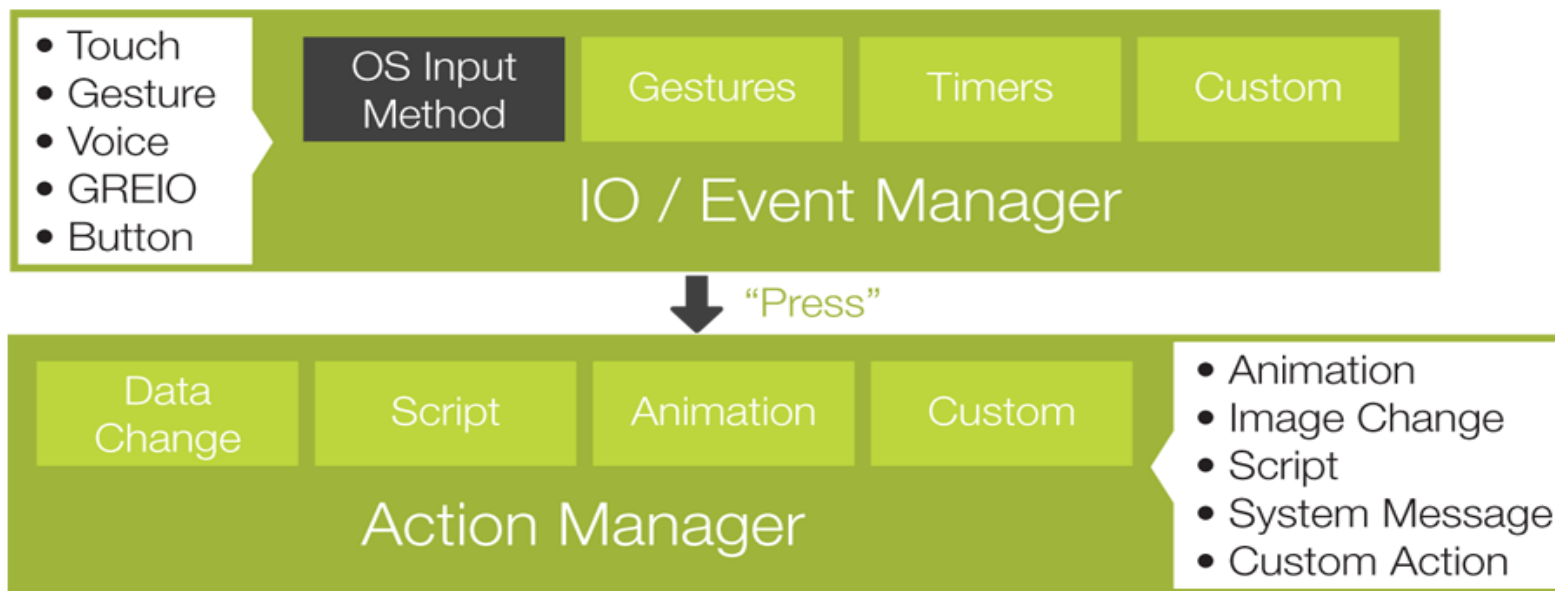 • Touch
• Gesture
• Voice
• GREIO
• Button
OS Input
Method
Gestures
Timers
Custom
IO / Event Manager
“Press”
Data
Change
Script
Animation
Custom
Action Manager
• Animation
• Image Change
• Script
• System Message
• Custom Action